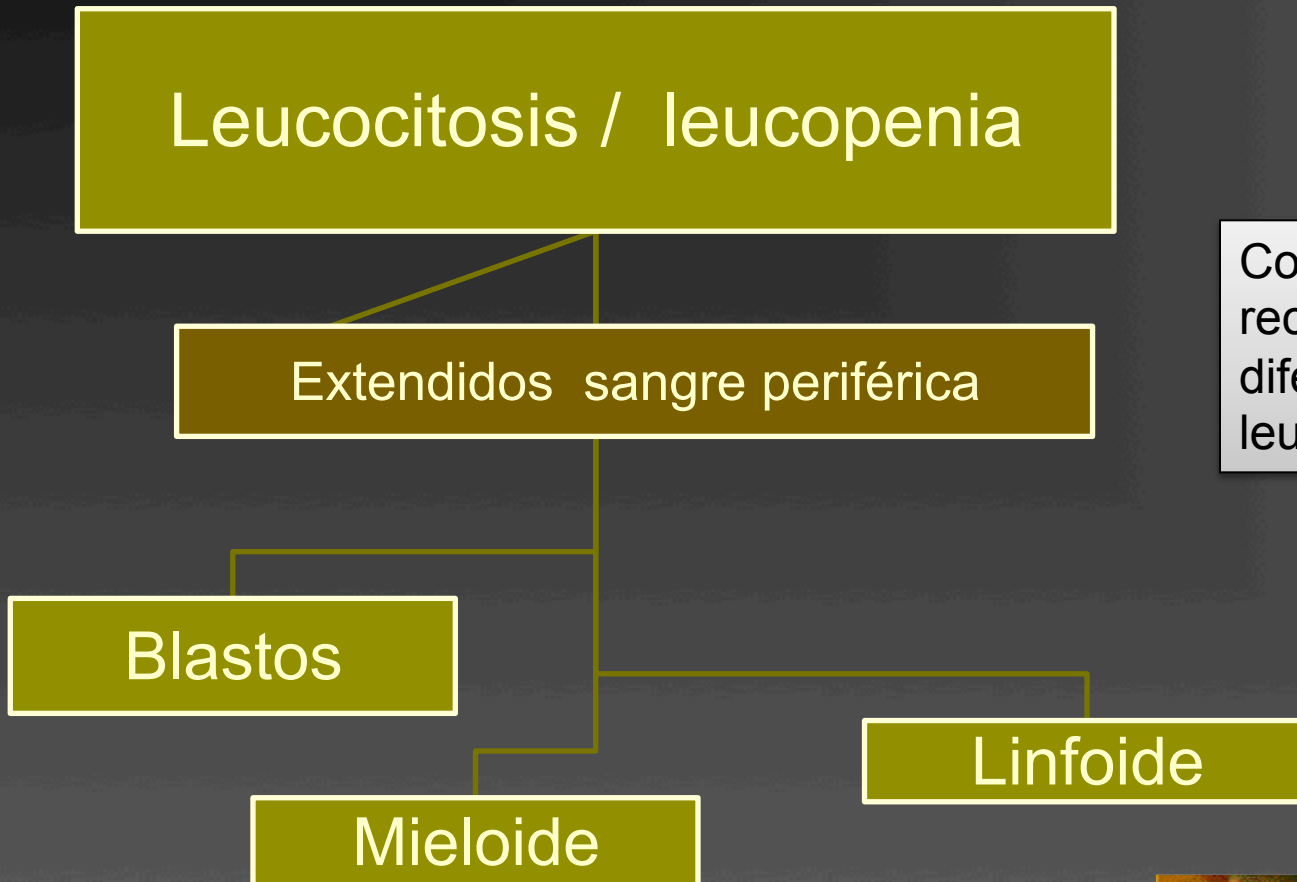 Leucocitosis / leucopenia
Extendidos sangre periférica
Blastos
Linfoide
Mieloide